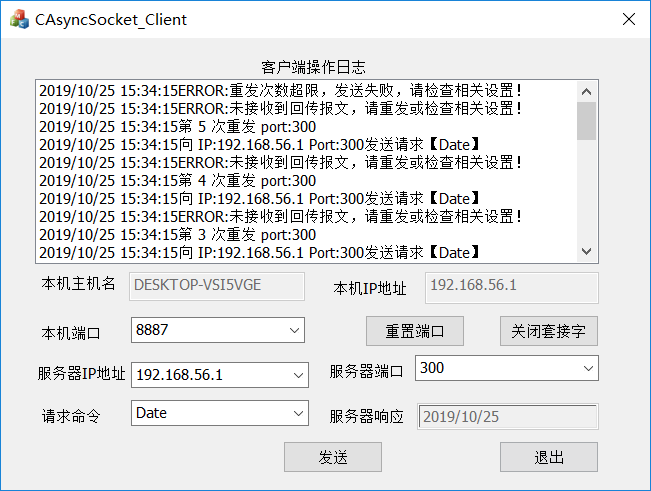 CAsyncSocket_Client
客户端操作日志
2019/10/25 15:34:15ERROR:重发次数超限，发送失败，请检查相关设置！
2019/10/25 15:34:15ERROR:未接收到回传报文，请重发或检查相关设置！
2019/10/25 15:34:15第 5 次重发 port:300
2019/10/25 15:34:15向 IP:192.168.56.1 Port:300发送请求【Date】
2019/10/25 15:34:15ERROR:未接收到回传报文，请重发或检查相关设置！
2019/10/25 15:34:15第 4 次重发 port:300
2019/10/25 15:34:15向 IP:192.168.56.1 Port:300发送请求【Date】
2019/10/25 15:34:15ERROR:未接收到回传报文，请重发或检查相关设置！
2019/10/25 15:34:15第 3 次重发 port:300
2019/10/25 15:34:15向 IP:192.168.56.1 Port:300发送请求【Date】
本机主机名 DESKTOP-VSI5VGE 本机IP地址 192.168.56.1
本机端口 8887 重置端口 关闭套接字
服务器IP地址 192.168.56.1 服务器端口 300
请求命令 Date 服务器响应 2019/10/25
发送 退出